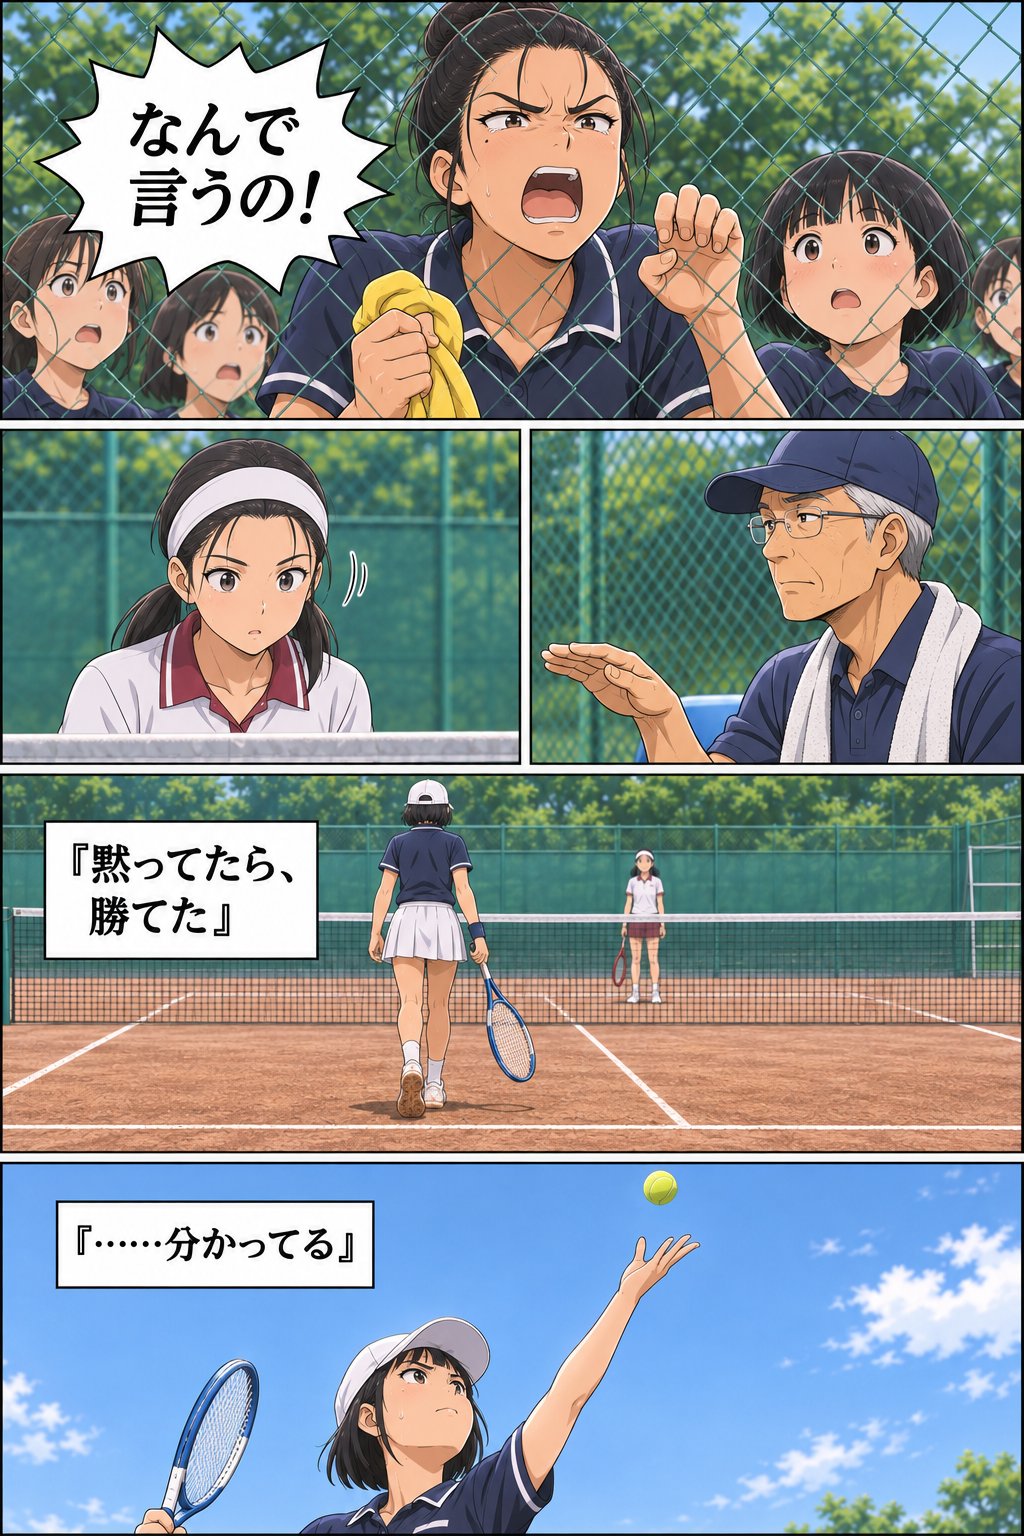 なんで
言うの!
『黙ってたら、
勝てた』
『……分かってる』